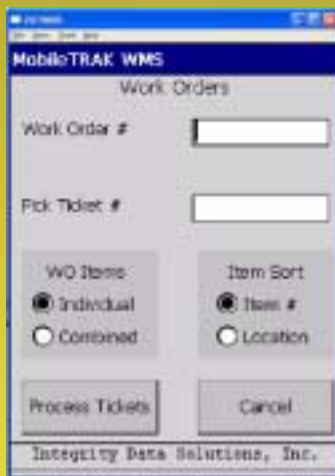 MobileTRAK WMS
Work Orders
Work Order #
Pick Ticket #
WO Items
Item Sort
Individual
Item #
Combined
Location
Process Tickets
Cancel
Integrity Data Solutions, Inc.